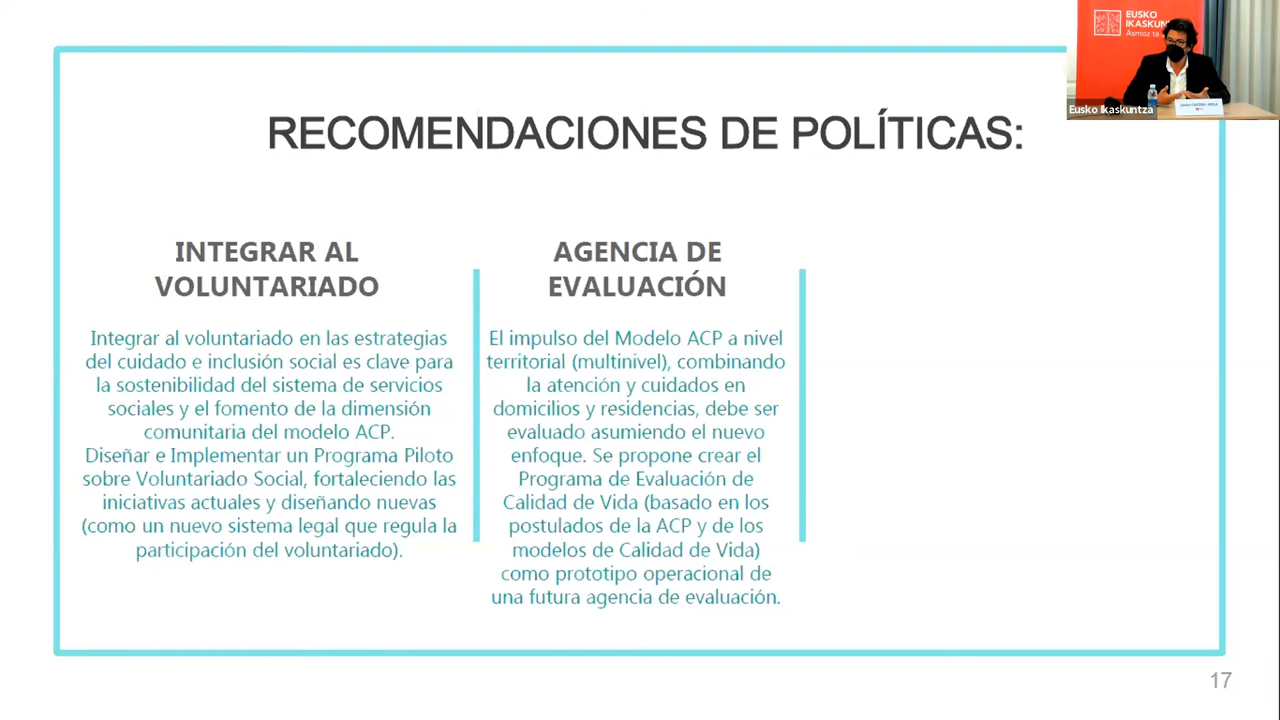 RECOMENDACIONES DE POLÍTICAS:
INTEGRAR AL
VOLUNTARIADO
Integrar al voluntariado en las estrategias
del cuidado e inclusión social es clave para
la sostenibilidad del sistema de servicios
sociales y el fomento de la dimensión
comunitaria del modelo ACP.
Diseñar e Implementar un Programa Piloto
sobre Voluntariado Social, fortaleciendo las
iniciativas actuales y diseñando nuevas
(como un nuevo sistema legal que regula la
participación del voluntariado).
AGENCIA DE
EVALUACIÓN
El impulso del Modelo ACP a nivel
territorial (multinivel), combinando
la atención y cuidados en
domicilios y residencias, debe ser
evaluado asumiendo el nuevo
enfoque. Se propone crear el
Programa de Evaluación de
Calidad de Vida (basado en los
postulados de la ACP y de los
modelos de Calidad de Vida)
como prototipo operacional de
una futura agencia de evaluación.
17
EUSKO
Asmoz ta
Eusko Ikaskuntza